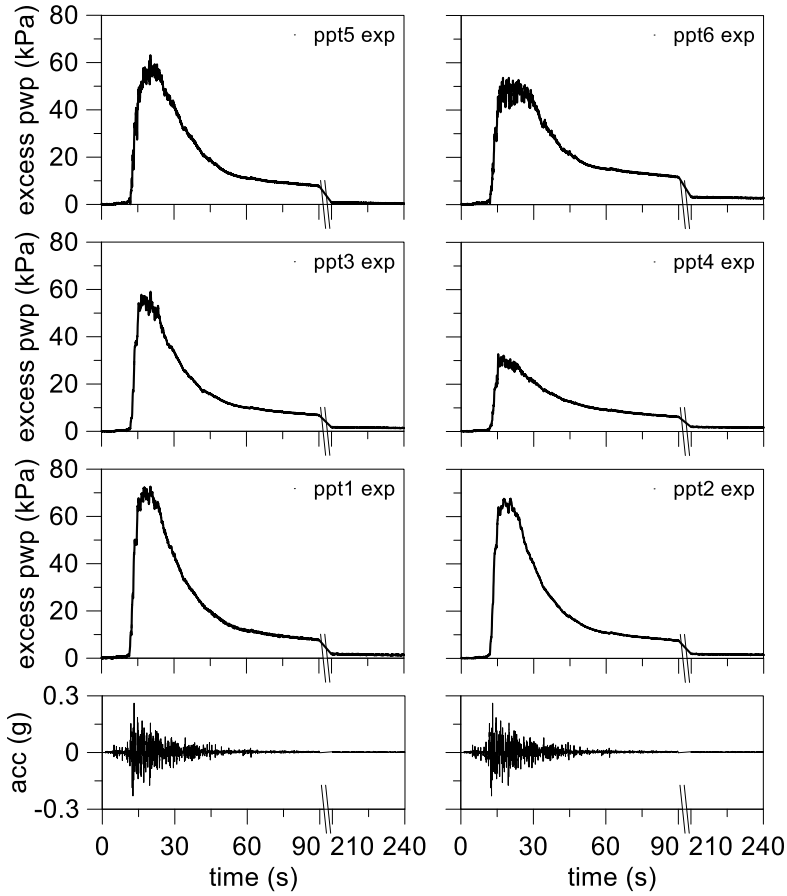 80
60
40
20
0
excess pwp (kPa)
ppt5 exp
ppt6 exp
80
60
40
20
0
excess pwp (kPa)
ppt3 exp
ppt4 exp
80
60
40
20
0
excess pwp (kPa)
ppt1 exp
ppt2 exp
0.3
0
-0.3
acc (g)
0 30 60 90 210 240
0 30 60 90 210 240
time (s)
time (s)